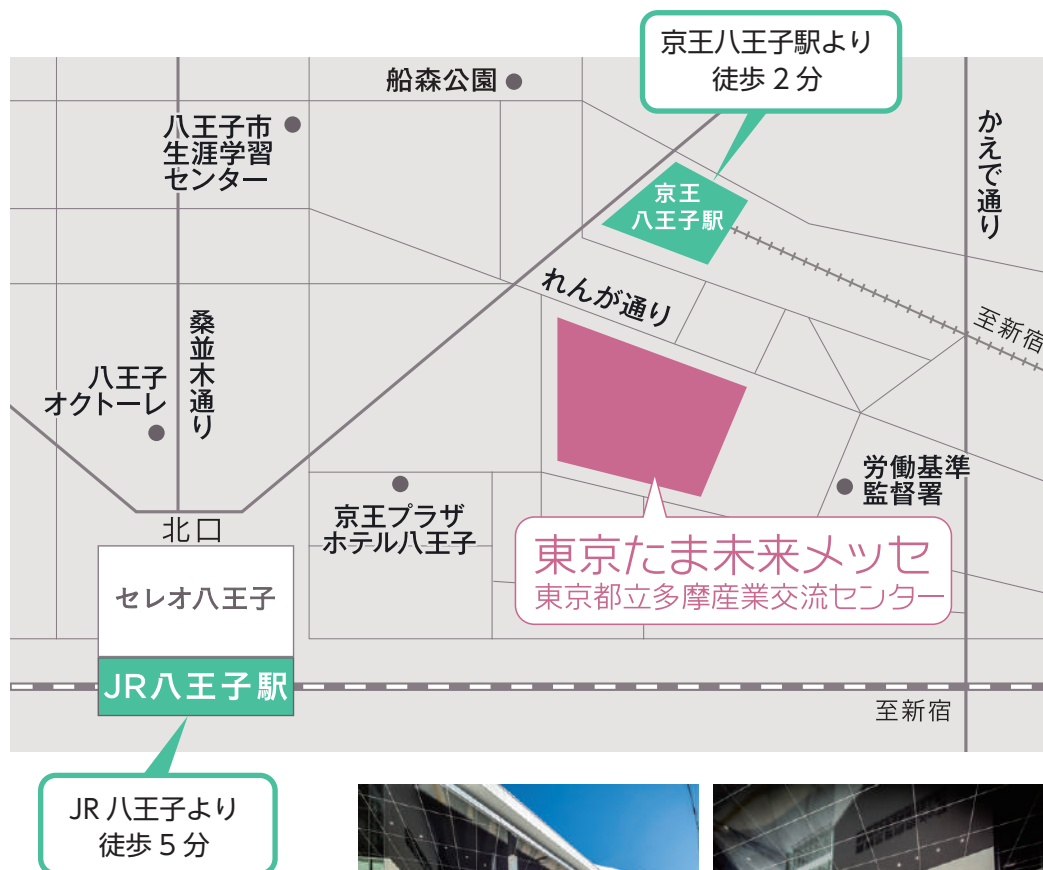 京王八王子駅より
徒歩 2 分
船森公園
八王子市
生涯学習
センター
かえで通り
京王
八王子駅
れんが通り
至新宿
桑並木通り
八王子
オクトーレ
労働基準
監督署
京王プラザ
ホテル八王子
北口
東京たま未来メッセ
東京都立多摩産業交流センター
セレオ八王子
JR八王子駅
至新宿
JR 八王子より
徒歩 5 分